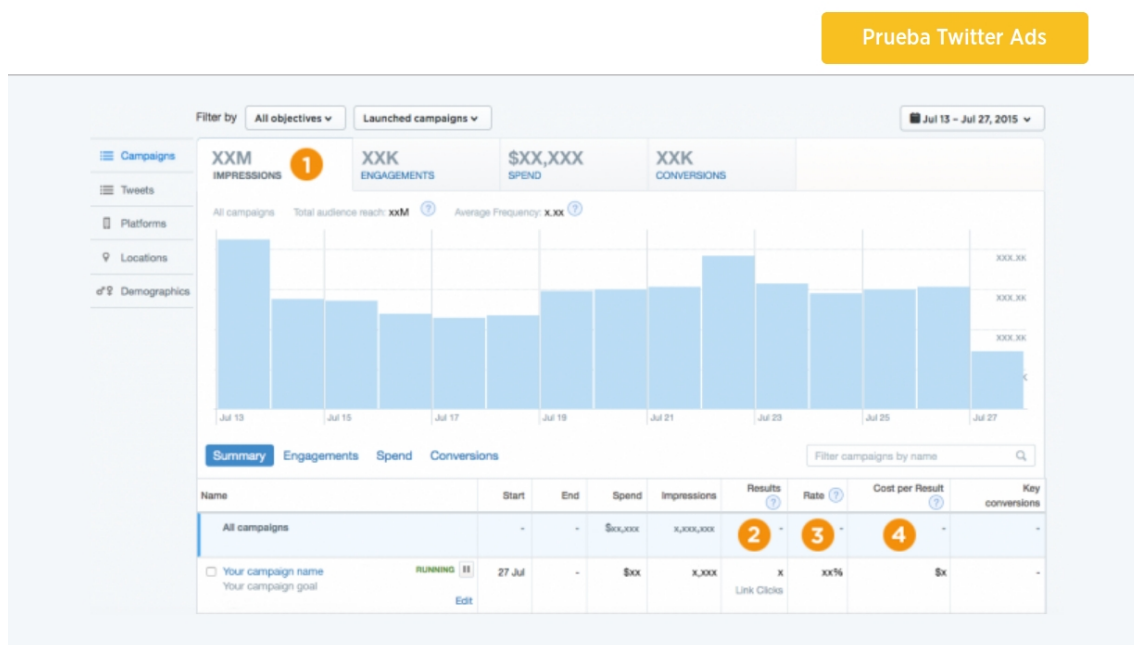 Prueba Twitter Ads
Filter by All objectives Launched campaigns Jul 13 – Jul 27, 2015
Campaigns
Tweets
Platforms
Locations
Demographics
XXM 1 XXK $XX,XXX XXK
IMPRESSIONS ENGAGEMENTS SPEND CONVERSIONS
All campaigns Total audience reach: xxM ? Average Frequency: x.xx ?
XXX.XK
XXX.XK
XXX.XK
K
Jul 13 Jul 15 Jul 17 Jul 19 Jul 21 Jul 23 Jul 25 Jul 27
Summary Engagements Spend Conversions Filter campaigns by name
Name Start End Spend Impressions Results ? Rate ? Cost per Result ? Key conversions
All campaigns - - $xx,xxx x,xxx,xxx 2 - 3 - 4 - -
Your campaign name RUNNING 27 Jul - $xx x,xxx x xx% $x -
Your campaign goal Link Clicks
Edit